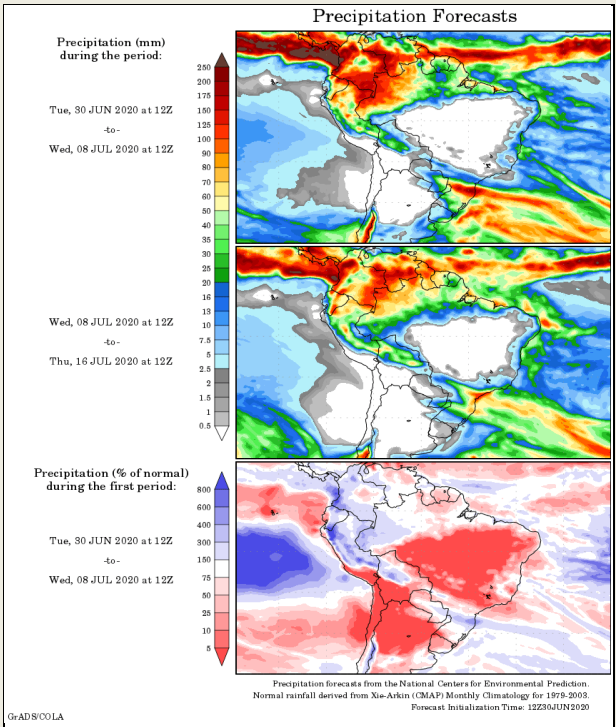 Precipitation Forecasts
Precipitation (mm)
during the period:
Tue, 30 JUN 2020 at 12Z
-to-
Wed, 08 JUL 2020 at 12Z
250
200
175
150
125
100
90
80
70
60
50
40
35
30
25
20
16
13
10
7.5
5
2.5
2
1.5
1
0.5
Wed, 08 JUL 2020 at 12Z
-to-
Thu, 16 JUL 2020 at 12Z
Precipitation (% of normal)
during the first period:
Tue, 30 JUN 2020 at 12Z
-to-
Wed, 08 JUL 2020 at 12Z
800
600
400
300
150
75
50
25
10
5
Precipitation forecasts from the National Centers for Environmental Prediction.
Normal rainfall derived from Xie-Arkin (CMAP) Monthly Climatology for 1979-2003.
Forecast Initialization Time: 12Z30JUN2020
GrADS/COLA